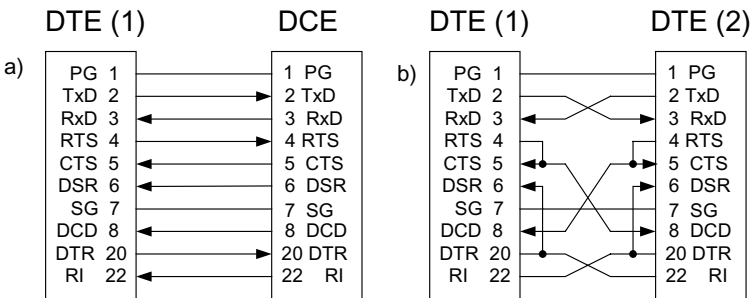 DTE (1) DCE
a)
PG 1 1 PG
TxD 2 2 TxD
RxD 3 3 RxD
RTS 4 4 RTS
CTS 5 5 CTS
DSR 6 6 DSR
SG 7 7 SG
DCD 8 8 DCD
DTR 20 20 DTR
RI 22 22 RI
DTE (1) DTE (2)
b)
PG 1 1 PG
TxD 2 2 TxD
RxD 3 3 RxD
RTS 4 4 RTS
CTS 5 5 CTS
DSR 6 6 DSR
SG 7 7 SG
DCD 8 8 DCD
DTR 20 20 DTR
RI 22 22 RI